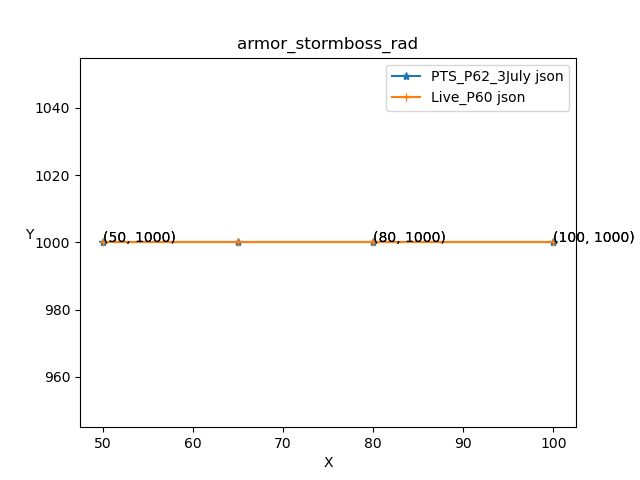 armor_stormboss_rad
PTS_P62_3July json
Live_P60 json
1040
1020
Y
1000
980
960
(50, 1000)
(80, 1000)
(100, 1000)
50
60
70
80
90
100
X